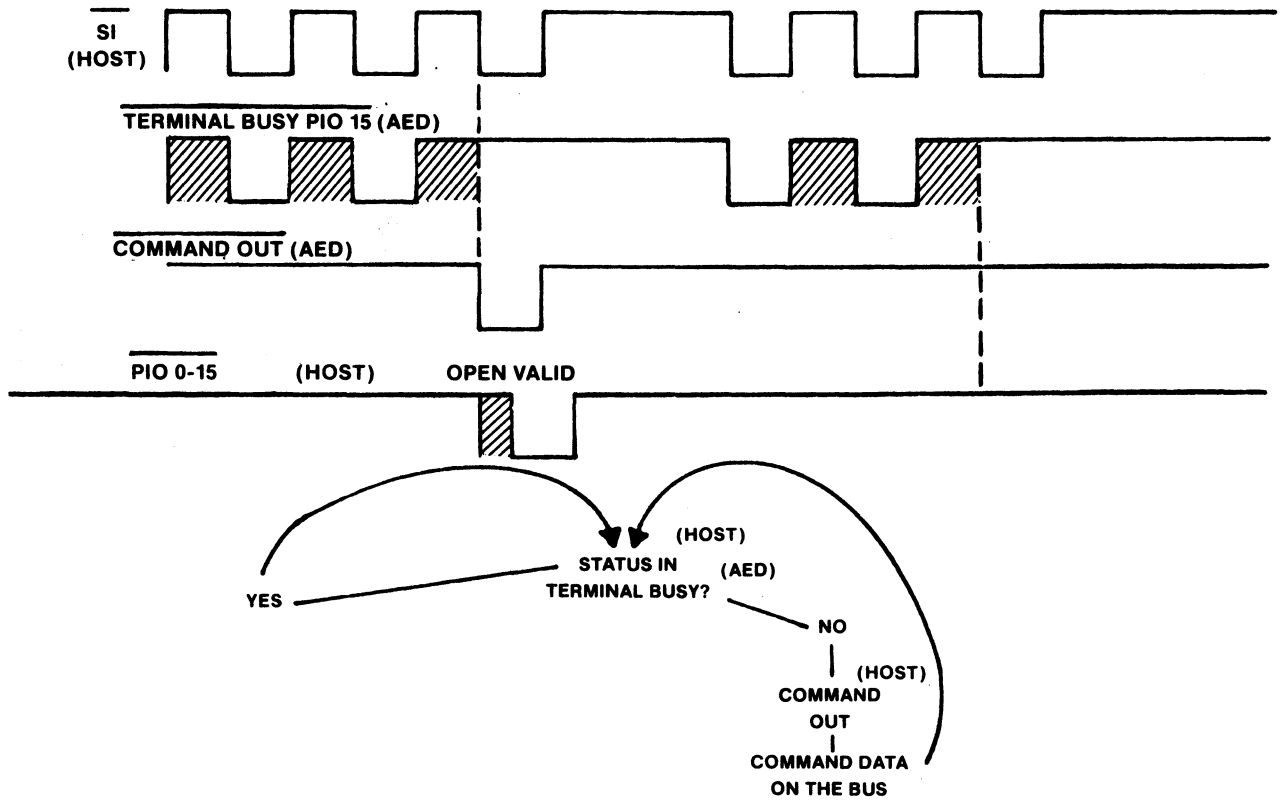 SI
(HOST)
TERMINAL BUSY PIO 15 (AED)
COMMAND OUT (AED)
PIO 0-15 (HOST) OPEN VALID
(HOST)
STATUS IN
(AED)
TERMINAL BUSY?
YES
NO
(HOST)
COMMAND
OUT
COMMAND DATA
ON THE BUS